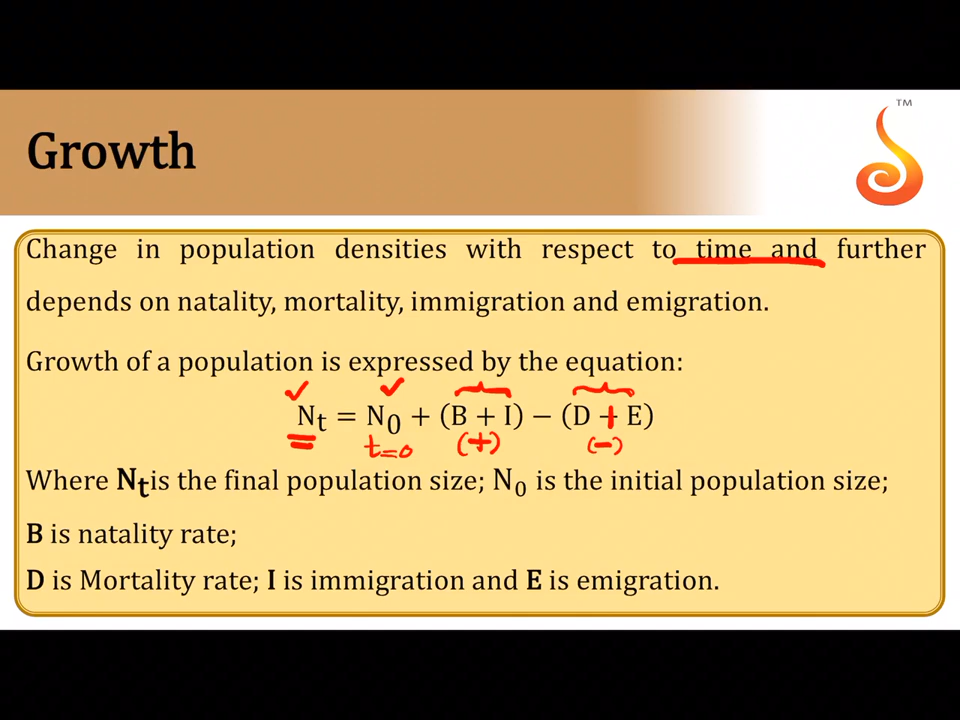 TM
Growth
Change in population densities with respect to time and further
depends on natality, mortality, immigration and emigration.
Growth of a population is expressed by the equation:
Nt = N0 + (B + I) − (D + E)
t=0 (+) (−)
Where Nt is the final population size; N0 is the initial population size;
B is natality rate;
D is Mortality rate; I is immigration and E is emigration.